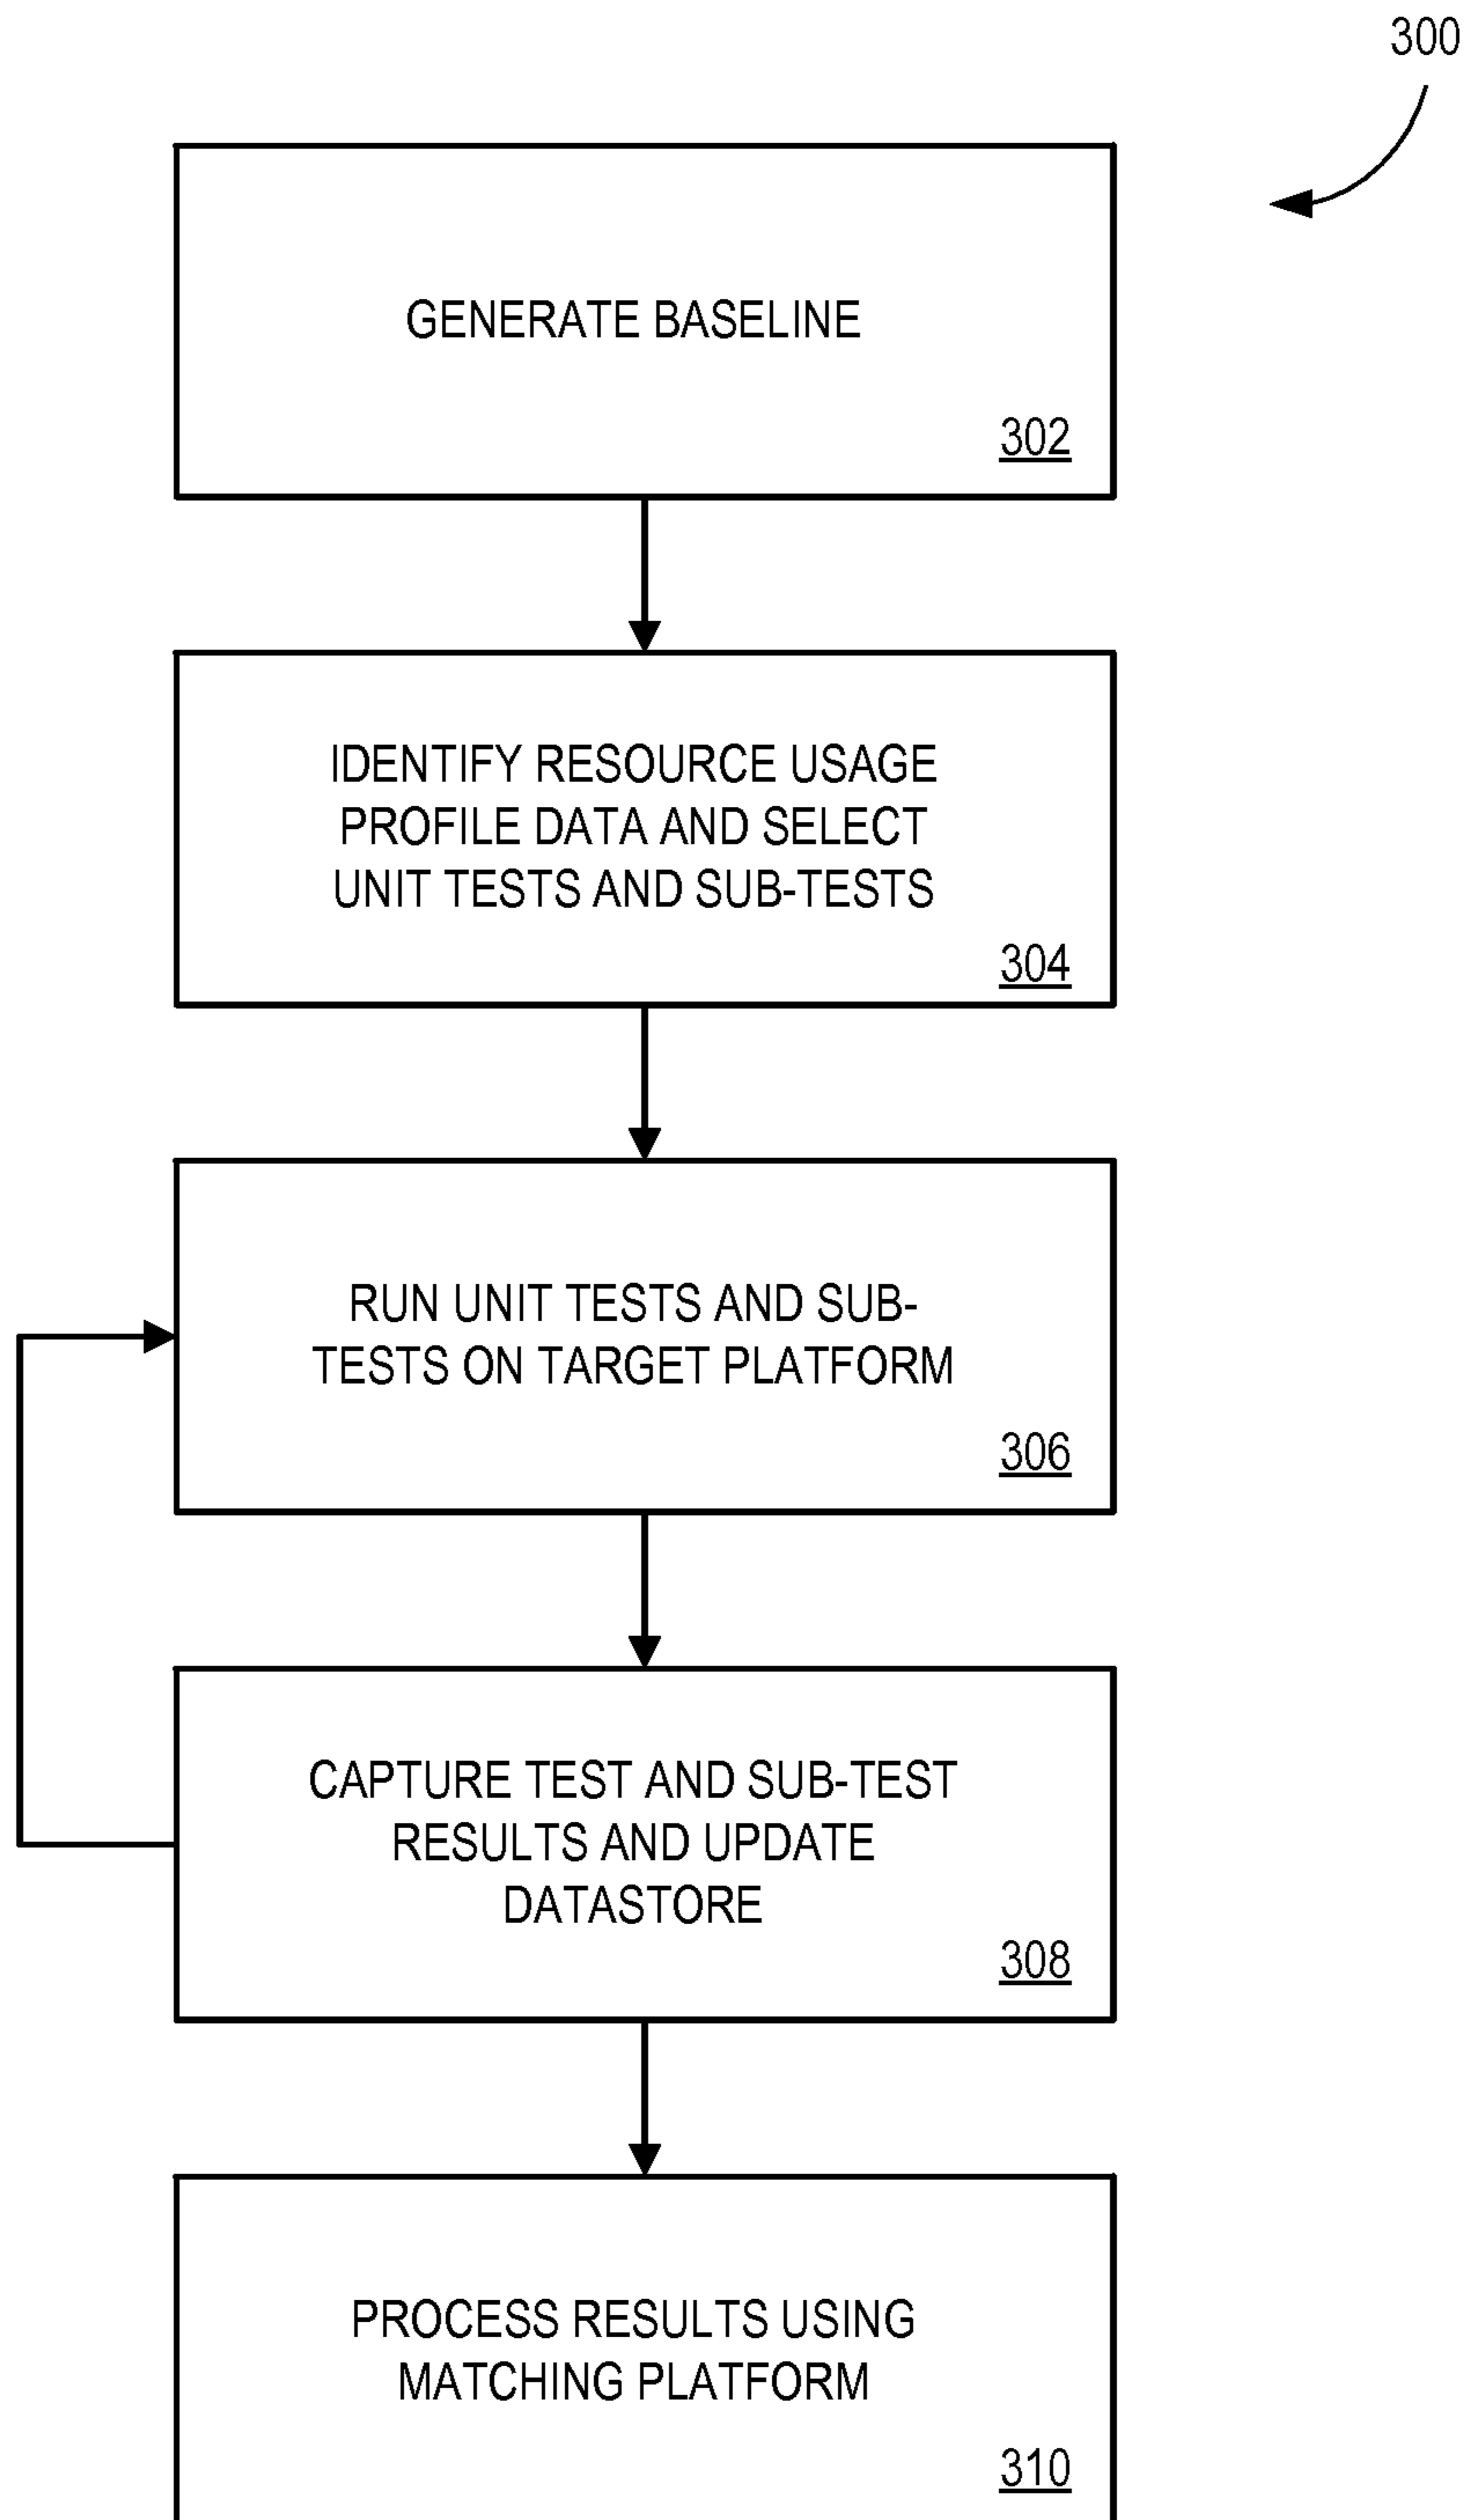 300
GENERATE BASELINE
302
IDENTIFY RESOURCE USAGE
PROFILE DATA AND SELECT
UNIT TESTS AND SUB-TESTS
304
RUN UNIT TESTS AND SUB-
TESTS ON TARGET PLATFORM
306
CAPTURE TEST AND SUB-TEST
RESULTS AND UPDATE
DATASTORE
308
PROCESS RESULTS USING
MATCHING PLATFORM
310